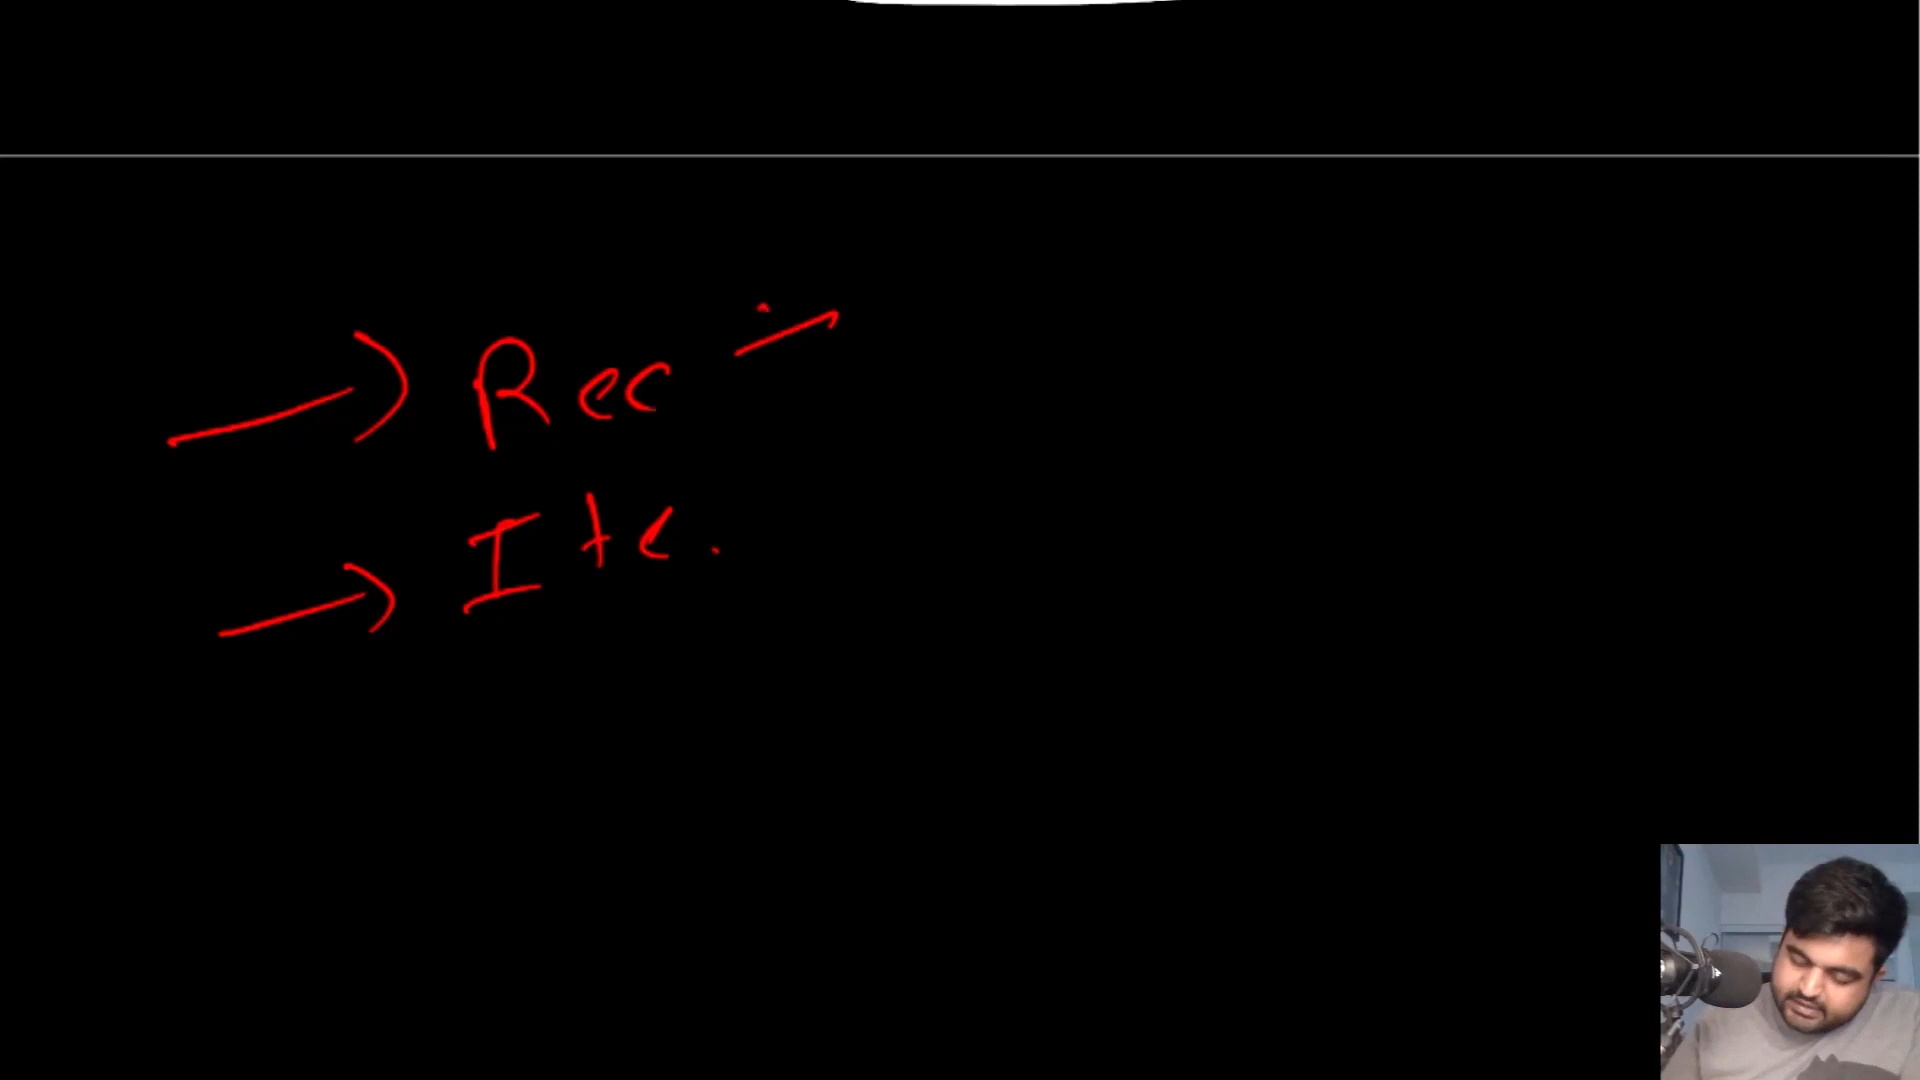 → Rec →
→ Ite.